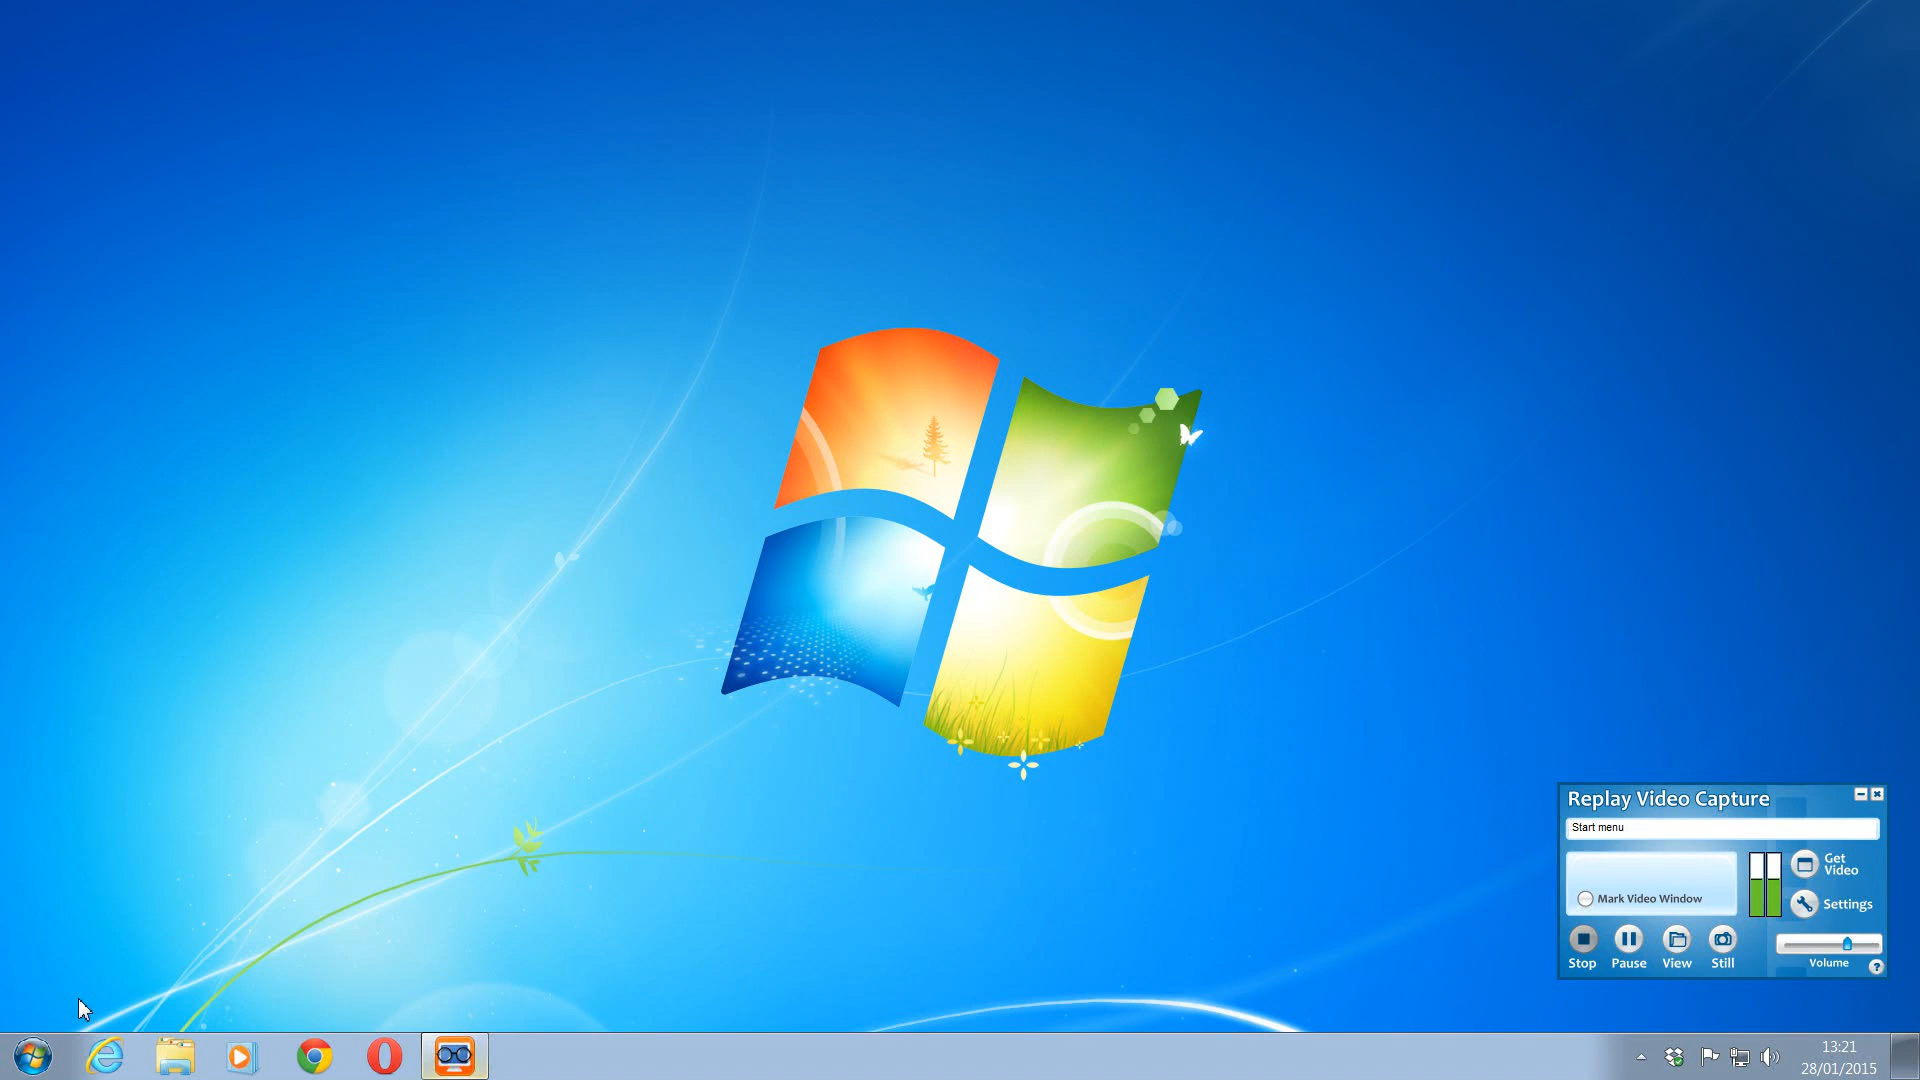 Replay Video Capture
Start menu
Get
Video
Mark Video Window
Settings
Stop
Pause
View
Still
Volume
?
13:21
28/01/2015